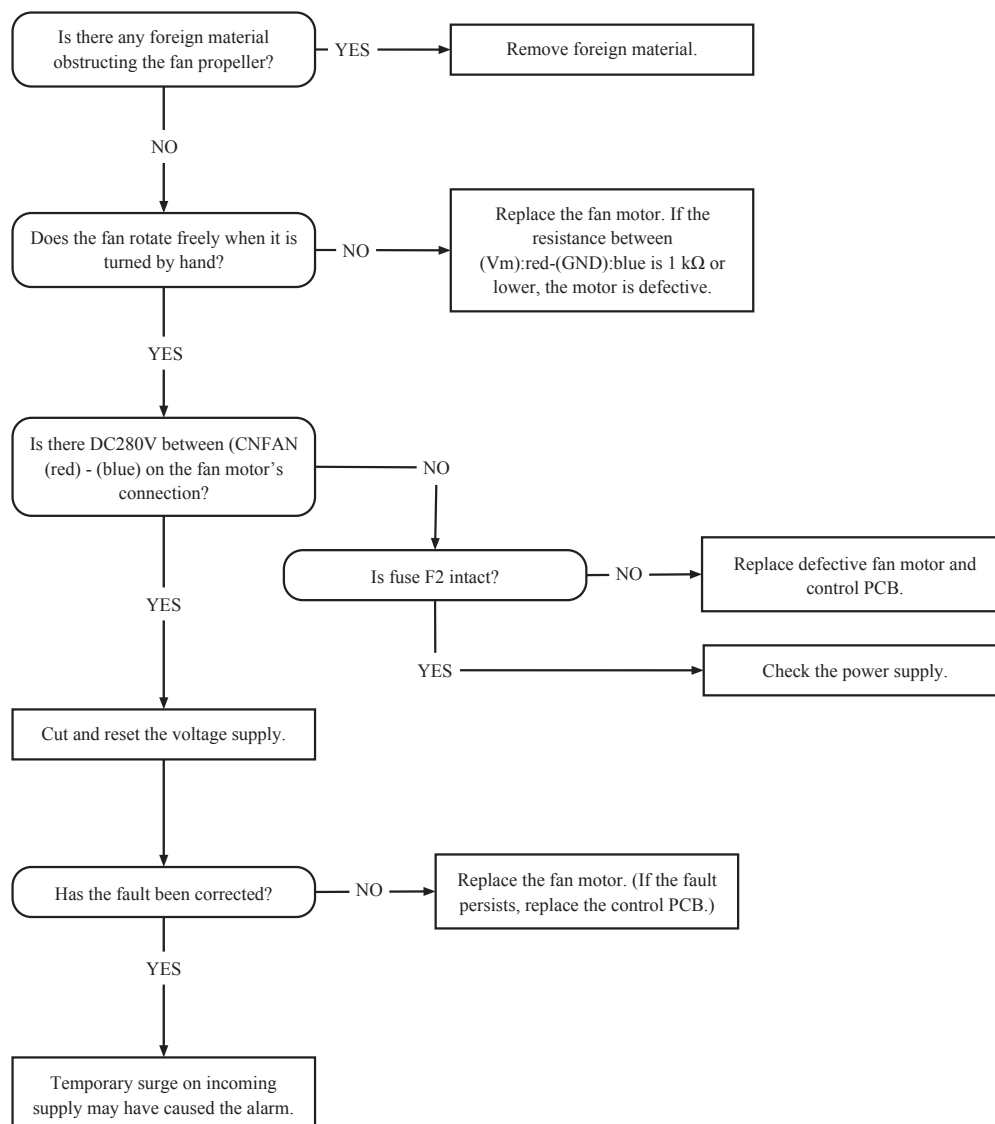 Is there any foreign material
obstructing the fan propeller?
YES
Remove foreign material.
NO
Does the fan rotate freely when it is
turned by hand?
NO
Replace the fan motor. If the
resistance between
(Vm):red-(GND):blue is 1 kΩ or
lower, the motor is defective.
YES
Is there DC280V between (CNFAN
(red) - (blue) on the fan motor’s
connection?
NO
Is fuse F2 intact?
NO
Replace defective fan motor and
control PCB.
YES
YES
Check the power supply.
Cut and reset the voltage supply.
Has the fault been corrected?
NO
Replace the fan motor. (If the fault
persists, replace the control PCB.)
YES
Temporary surge on incoming
supply may have caused the alarm.